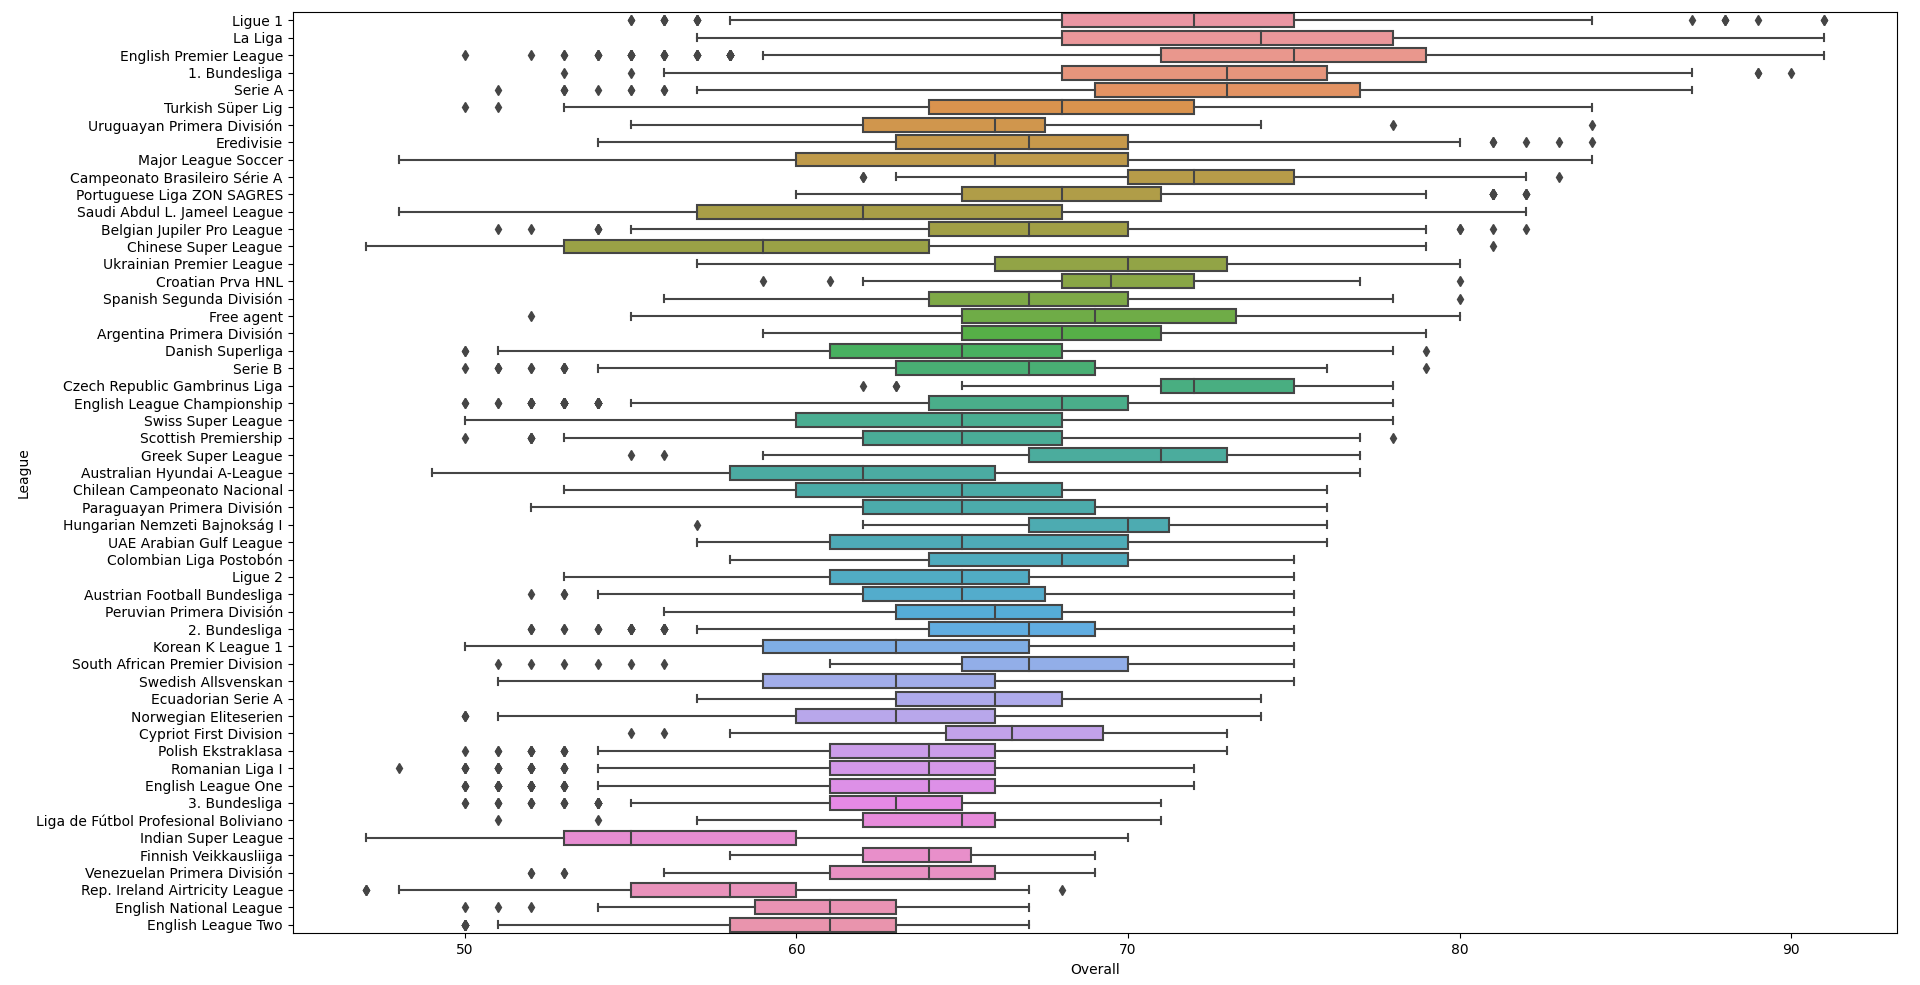 Ligue 1
La Liga
English Premier League
1. Bundesliga
Serie A
Turkish Süper Lig
Uruguayan Primera División
Eredivisie
Major League Soccer
Campeonato Brasileiro Série A
Portuguese Liga ZON SAGRES
Saudi Abdul L. Jameel League
Belgian Jupiler Pro League
Chinese Super League
Ukrainian Premier League
Croatian Prva HNL
Spanish Segunda División
Free agent
Argentina Primera División
Danish Superliga
Serie B
Czech Republic Gambrinus Liga
English League Championship
Swiss Super League
Scottish Premiership
Greek Super League
Australian Hyundai A-League
Chilean Campeonato Nacional
Paraguayan Primera División
Hungarian Nemzeti Bajnokság I
UAE Arabian Gulf League
Colombian Liga Postobón
Ligue 2
Austrian Football Bundesliga
Peruvian Primera División
2. Bundesliga
Korean K League 1
South African Premier Division
Swedish Allsvenskan
Ecuadorian Serie A
Norwegian Eliteserien
Cypriot First Division
Polish Ekstraklasa
Romanian Liga I
English League One
3. Bundesliga
Liga de Fútbol Profesional Boliviano
Indian Super League
Finnish Veikkausliiga
Venezuelan Primera División
Rep. Ireland Airtricity League
English National League
English League Two
League
50 60 70 80 90
Overall